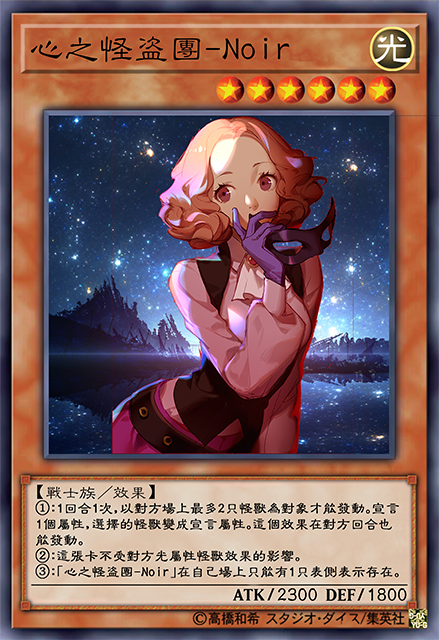 心之怪盜團-Noir
光
【戰士族／效果】
①:1回合1次,以對方場上最多2只怪獸為對象才能發動。宣言
1個屬性,選擇的怪獸變成宣言屬性。這個效果在對方回合也
能發動。
②:這張卡不受對方光屬性怪獸效果的影響。
③:「心之怪盜團-Noir」在自己場上只能有1只表側表示存在。
ATK/2300 DEF/1800
©高橋和希 スタジオ・ダイス/集英社